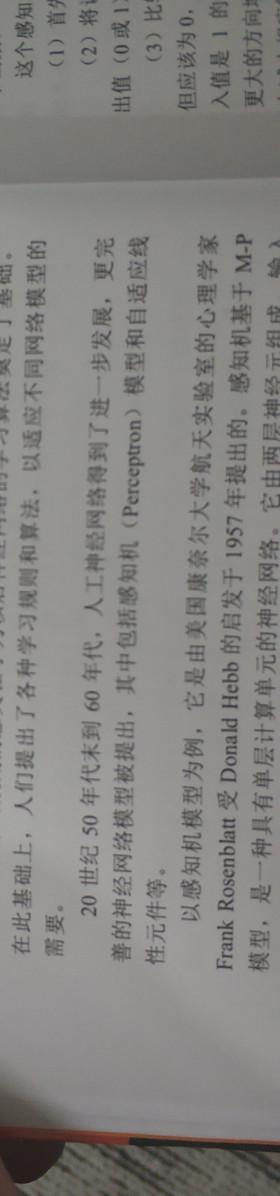 这个感知
（1）首先
（2）将该
出值（0 或 1）
（3）比较
但应该为 0，
入值是 1 的
更大的方向
在此基础上，人们提出了各种学习规则和算法，以适应不同网络模型的
需要。
20 世纪 50 年代末到 60 年代，人工神经网络得到了进一步发展，更完
善的神经网络模型被提出，其中包括感知机（Perceptron）模型和自适应线
性元件等。
以感知机模型为例，它是由美国康奈尔大学航天实验室的心理学家
Frank Rosenblatt 受 Donald Hebb 的启发于 1957 年提出的。感知机基于 M-P
模型，是一种具有单层计算单元的神经网络。它由两层神经元组成，输入